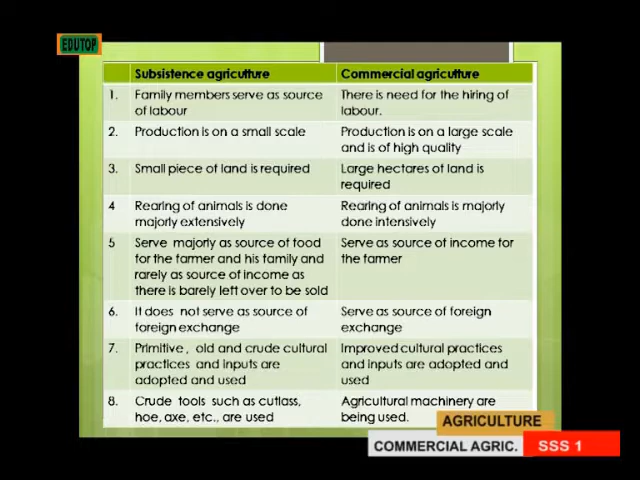 EDUTOP
Subsistence agriculture Commercial agriculture
1. Family members serve as source There is need for the hiring of
of labour labour.
2. Production is on a small scale Production is on a large scale
and is of high quality
3. Small piece of land is required Large hectares of land is
required
4 Rearing of animals is done Rearing of animals is majorly
majorly extensively done intensively
5 Serve majorly as source of food Serve as source of income for
for the farmer and his family and the farmer
rarely as source of income as
there is barely left over to be sold
6. It does not serve as source of Serve as source of foreign
foreign exchange exchange
7. Primitive, old and crude cultural Improved cultural practices
practices and inputs are and inputs are adopted and
adopted and used used
8. Crude tools such as cutlass, Agricultural machinery are
hoe, axe, etc., are used being used.
AGRICULTURE
COMMERCIAL AGRIC. SSS 1